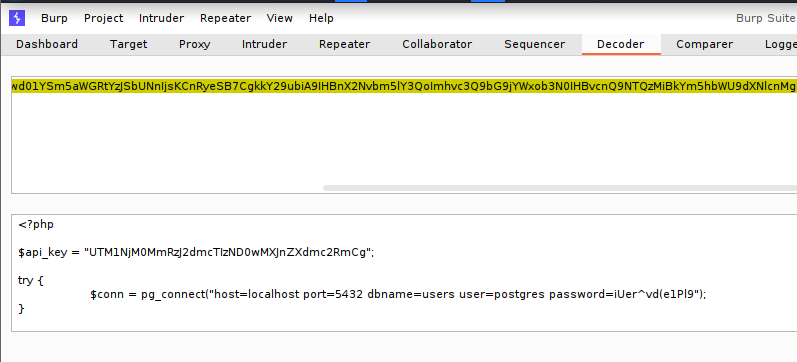 Burp Project Intruder Repeater View Help Burp Suite
Dashboard Target Proxy Intruder Repeater Collaborator Sequencer Decoder Comparer Logge
wd01YSm5aWGRtYzJSbUNnIjsKCnRyeSB7CgkkY29ubiA9IHBnX2Nvbm5lY3QoImhvc3Q9bG9jYWxob3N0IHBvcnQ9NTQzMiBkYm5hbWU9dXNlcnMg
<?php
$api_key = "UTM1NjM0MmRzJ2dmcTIzND0wMXJnZXdmc2RmCg";
try {
$conn = pg_connect("host=localhost port=5432 dbname=users user=postgres password=iUer^vd(e1Pl9");
}